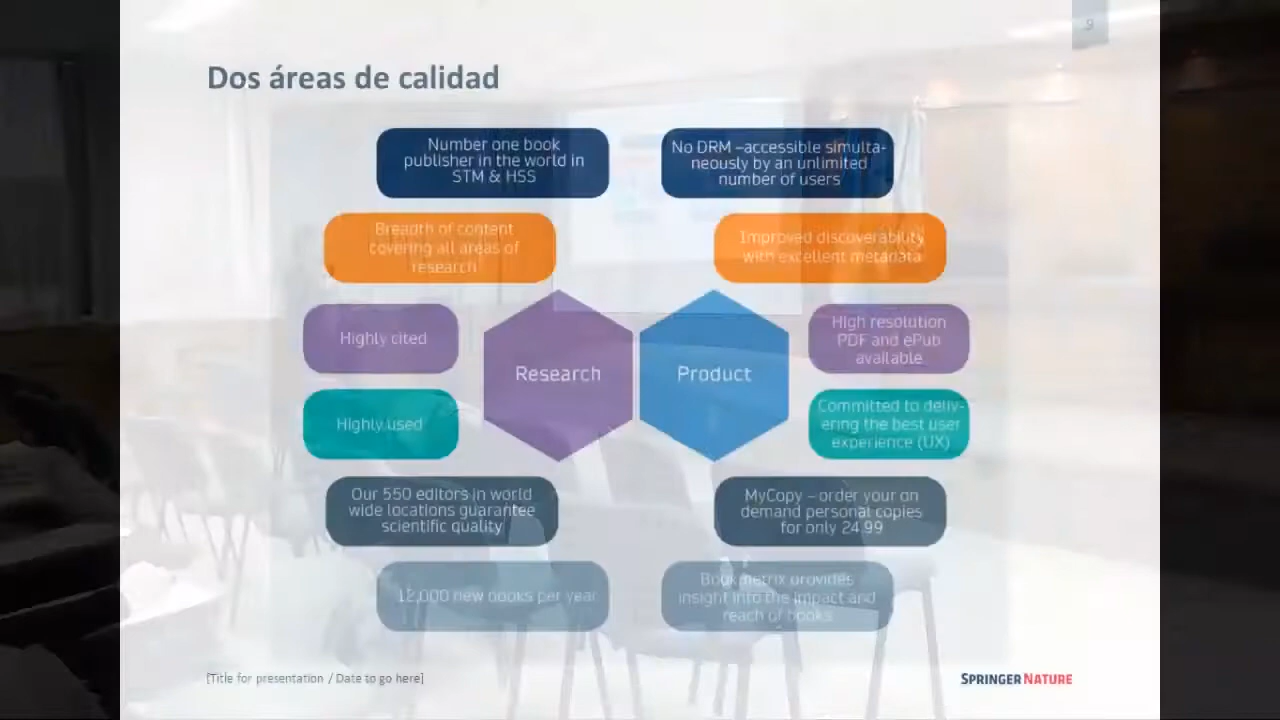 9
Dos áreas de calidad
Number one book
publisher in the world in
STM & HSS
No DRM –accessible simulta-
neously by an unlimited
number of users
Breadth of content
covering all areas of
research
Improved discoverability
with excellent metadata
Highly cited
High resolution
PDF and ePub
available
Research
Product
Highly used
Committed to deliv-
ering the best user
experience (UX)
Our 550 editors in world
wide locations guarantee
scientific quality
MyCopy – order your on
demand personal copies
for only 24.99
12,000 new books per year
Bookmetrix provides
insight into the impact and
reach of books
[Title for presentation / Date to go here]
SPRINGER NATURE